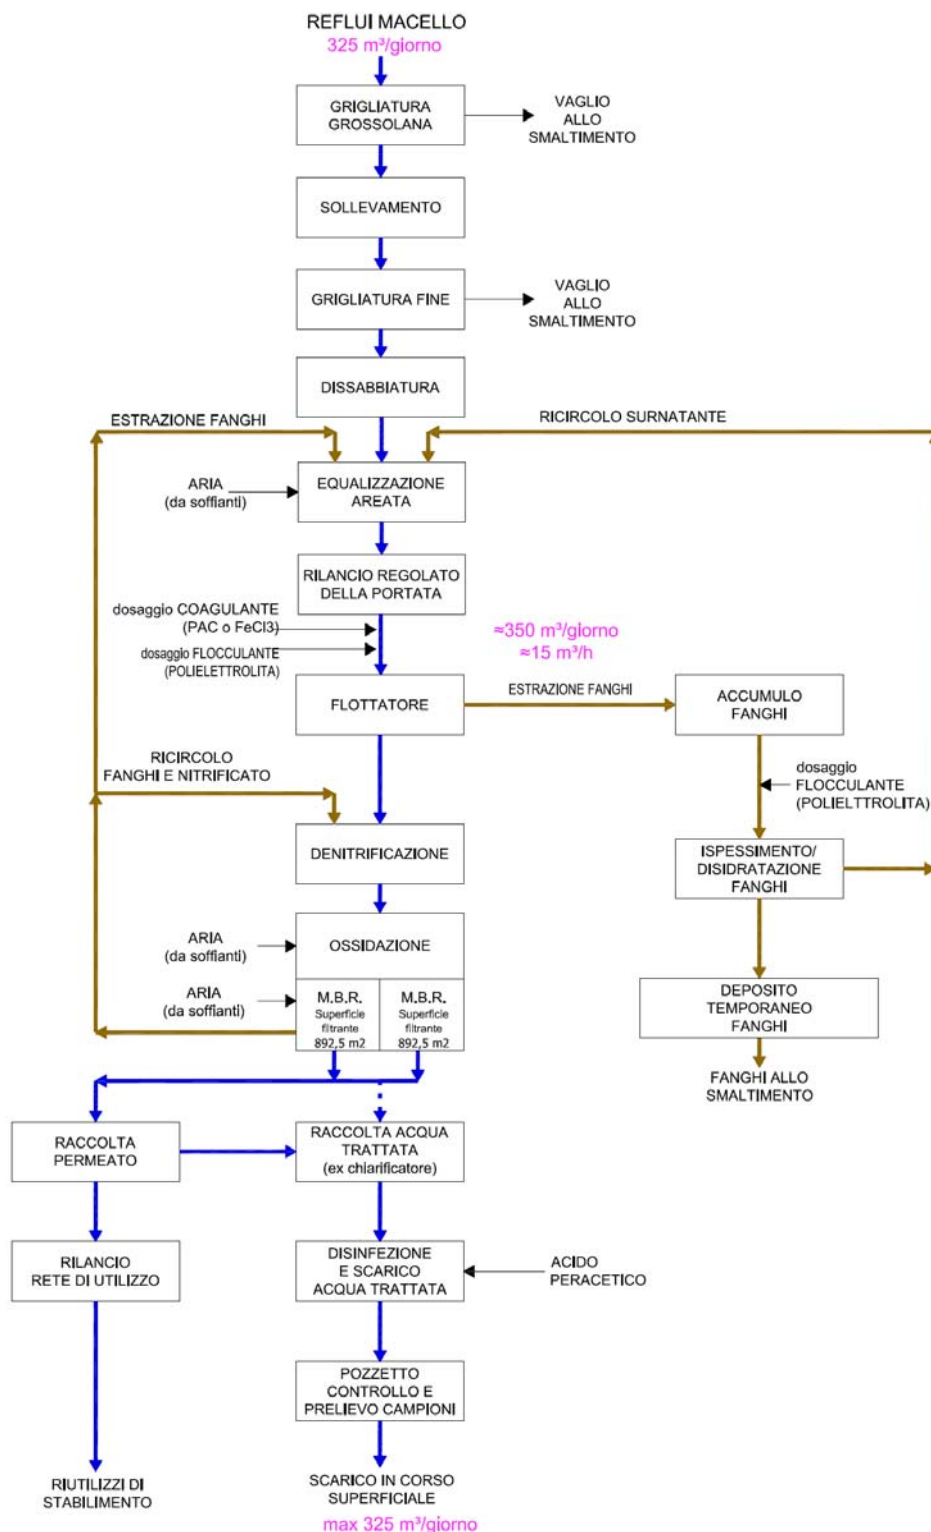 REFLUI MACELLO
325 m³/giorno
GRIGLIATURA
GROSSOLANA
VAGLIO
ALLO
SMALTIMENTO
SOLLEVAMENTO
GRIGLIATURA FINE
VAGLIO
ALLO
SMALTIMENTO
DISSABBIATURA
ESTRAZIONE FANGHI
RICIRCOLO SURNATANTE
ARIA
(da soffianti)
EQUALIZZAZIONE
AREATA
RILANCIO REGOLATO
DELLA PORTATA
dosaggio COAGULANTE
(PAC o FeCl3)
dosaggio FLOCCULANTE
(POLIELETTROLITA)
≈350 m³/giorno
≈15 m³/h
FLOTTATORE
ESTRAZIONE FANGHI
ACCUMULO
FANGHI
RICIRCOLO
FANGHI E NITRIFICATO
dosaggio
FLOCCULANTE
(POLIELTTROLITA)
DENITRIFICAZIONE
ISPESSIMENTO/
DISIDRATAZIONE
FANGHI
ARIA
(da soffianti)
OSSIDAZIONE
ARIA
(da soffianti)
M.B.R.
Superficie
filtrante
892,5 m2
M.B.R.
Superficie
filtrante
892,5 m2
DEPOSITO
TEMPORANEO
FANGHI
FANGHI ALLO
SMALTIMENTO
RACCOLTA
PERMEATO
RACCOLTA ACQUA
TRATTATA
(ex chiarificatore)
RILANCIO
RETE DI UTILIZZO
DISINFEZIONE
E SCARICO
ACQUA TRATTATA
ACIDO
PERACETICO
POZZETTO
CONTROLLO E
PRELIEVO CAMPIONI
RIUTILIZZI DI
STABILIMENTO
SCARICO IN CORSO
SUPERFICIALE
max 325 m³/giorno